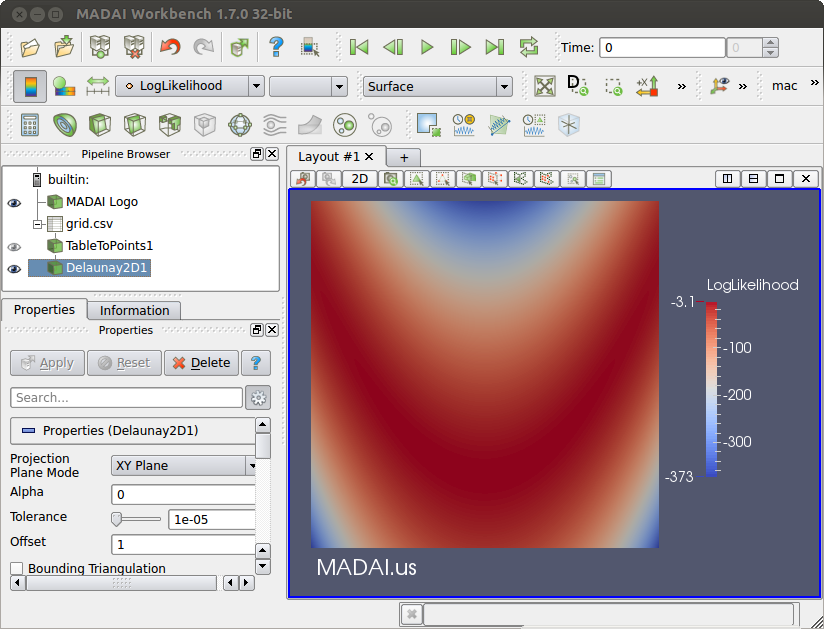 MADAI Workbench 1.7.0 32-bit
Time: 0 0
LogLikelihood Surface mac
Pipeline Browser
Layout #1
builtin:
MADAI Logo
grid.csv
TableToPoints1
Delaunay2D1
2D
Properties Information
Properties
Apply Reset Delete ?
Search...
Properties (Delaunay2D1)
Projection
Plane Mode
XY Plane
Alpha 0
Tolerance 1e-05
Offset 1
Bounding Triangulation
LogLikelihood
-3.1
-100
-200
-300
-373
MADAI.us